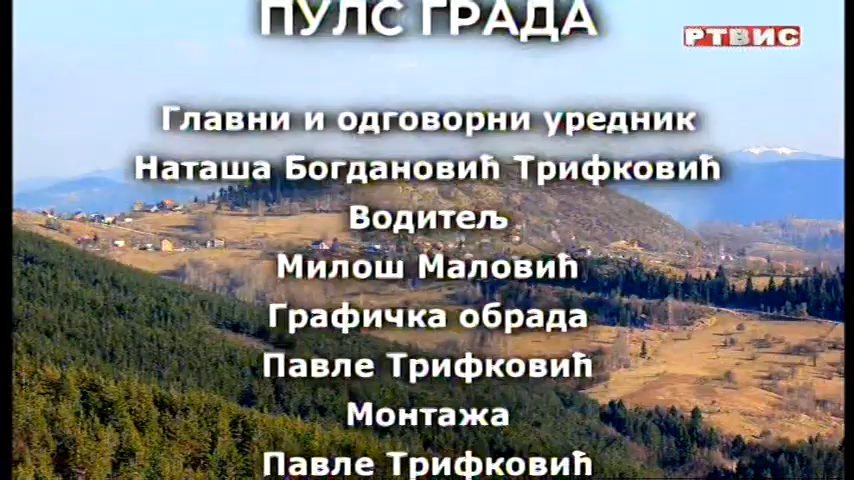 ПУЛС ГРАДА
РТВИС
Главни и одговорни уредник
Наташа Богдановић Трифковић
Водитељ
Милош Маловић
Графичка обрада
Павле Трифковић
Монтажа
Павле Трифковић